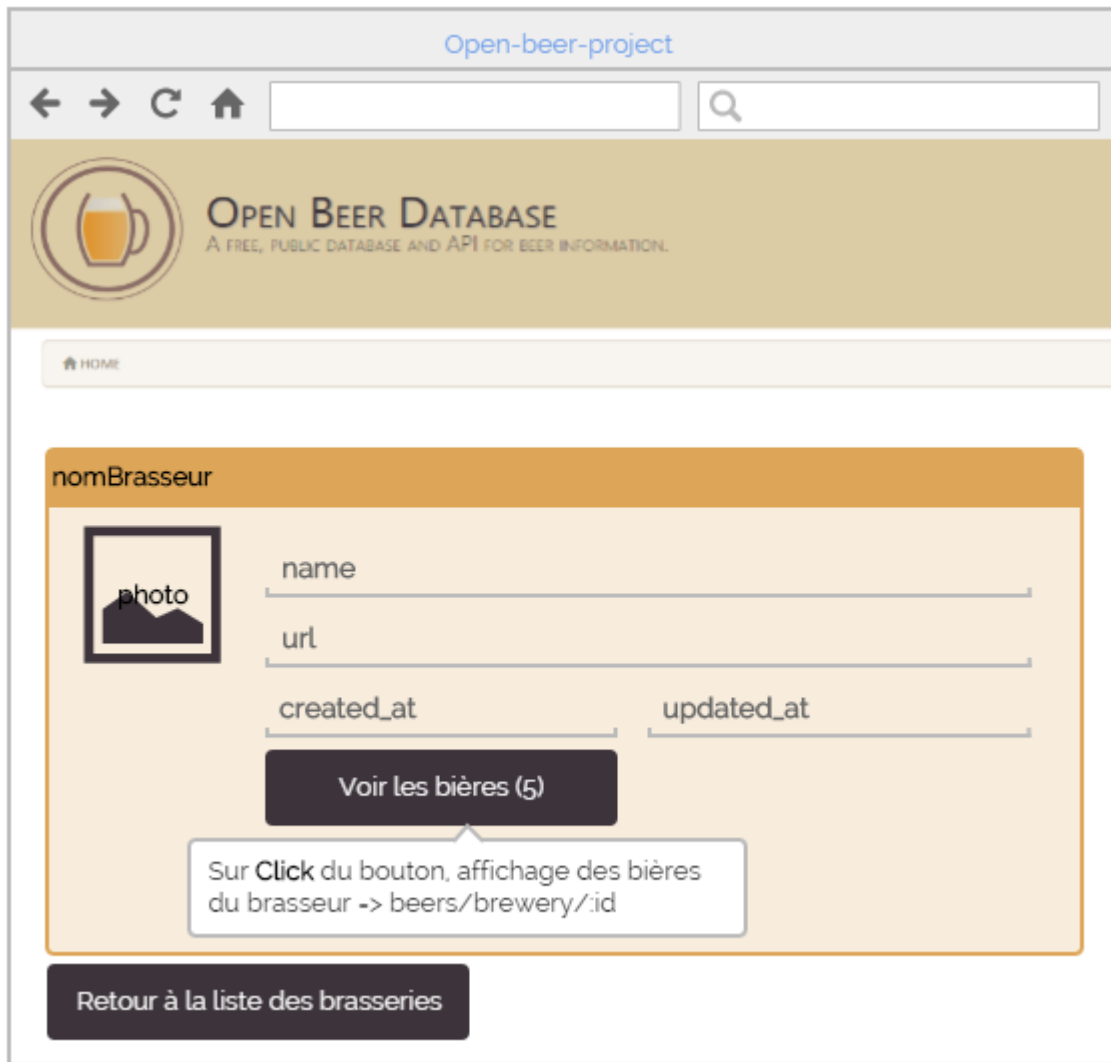 Open-beer-project
OPEN BEER DATABASE
A FREE, PUBLIC DATABASE AND API FOR BEER INFORMATION.
HOME
nomBrasseur
photo
name
url
created_at updated_at
Voir les bières (5)
Sur Click du bouton, affichage des bières
du brasseur => beers/brewery/:id
Retour à la liste des brasseries